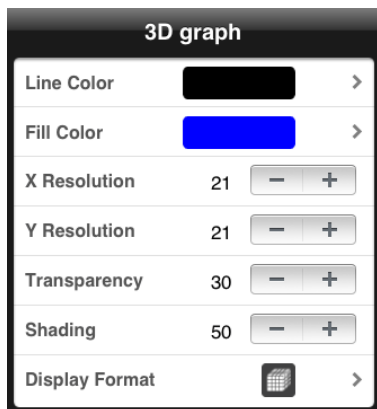 3D graph
Line Color
Fill Color
X Resolution 21 − +
Y Resolution 21 − +
Transparency 30 − +
Shading 50 − +
Display Format